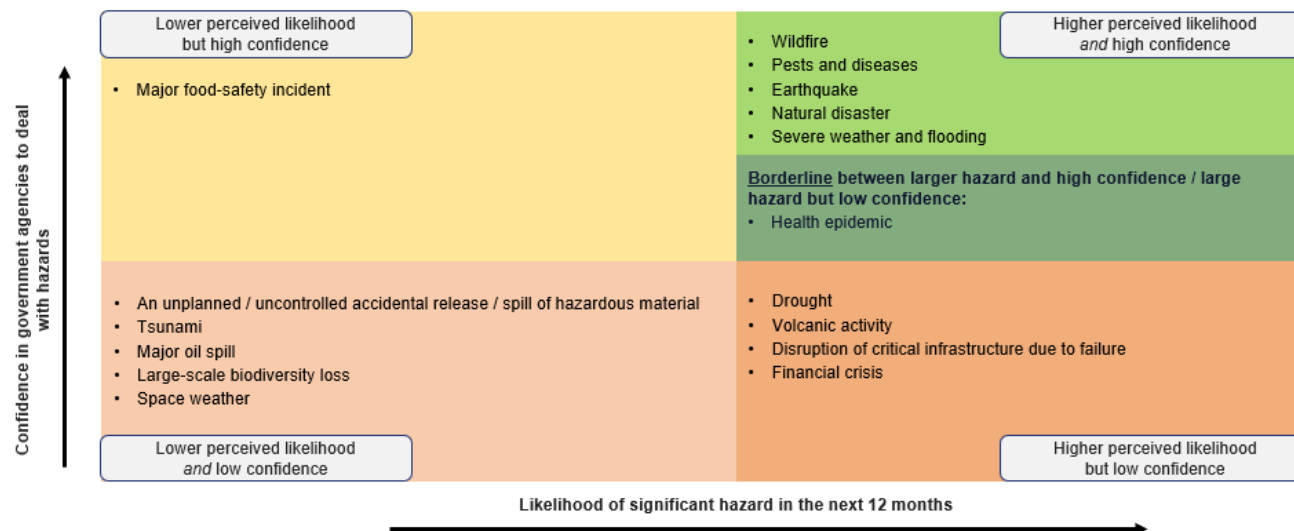 Lower perceived likelihood
but high confidence
Higher perceived likelihood
and high confidence
• Major food-safety incident
• Wildfire
• Pests and diseases
• Earthquake
• Natural disaster
• Severe weather and flooding
Borderline between larger hazard and high confidence / large
hazard but low confidence:
• Health epidemic
Confidence in government agencies to deal
with hazards
• An unplanned / uncontrolled accidental release / spill of hazardous material
• Tsunami
• Major oil spill
• Large-scale biodiversity loss
• Space weather
• Drought
• Volcanic activity
• Disruption of critical infrastructure due to failure
• Financial crisis
Lower perceived likelihood
and low confidence
Higher perceived likelihood
but low confidence
Likelihood of significant hazard in the next 12 months